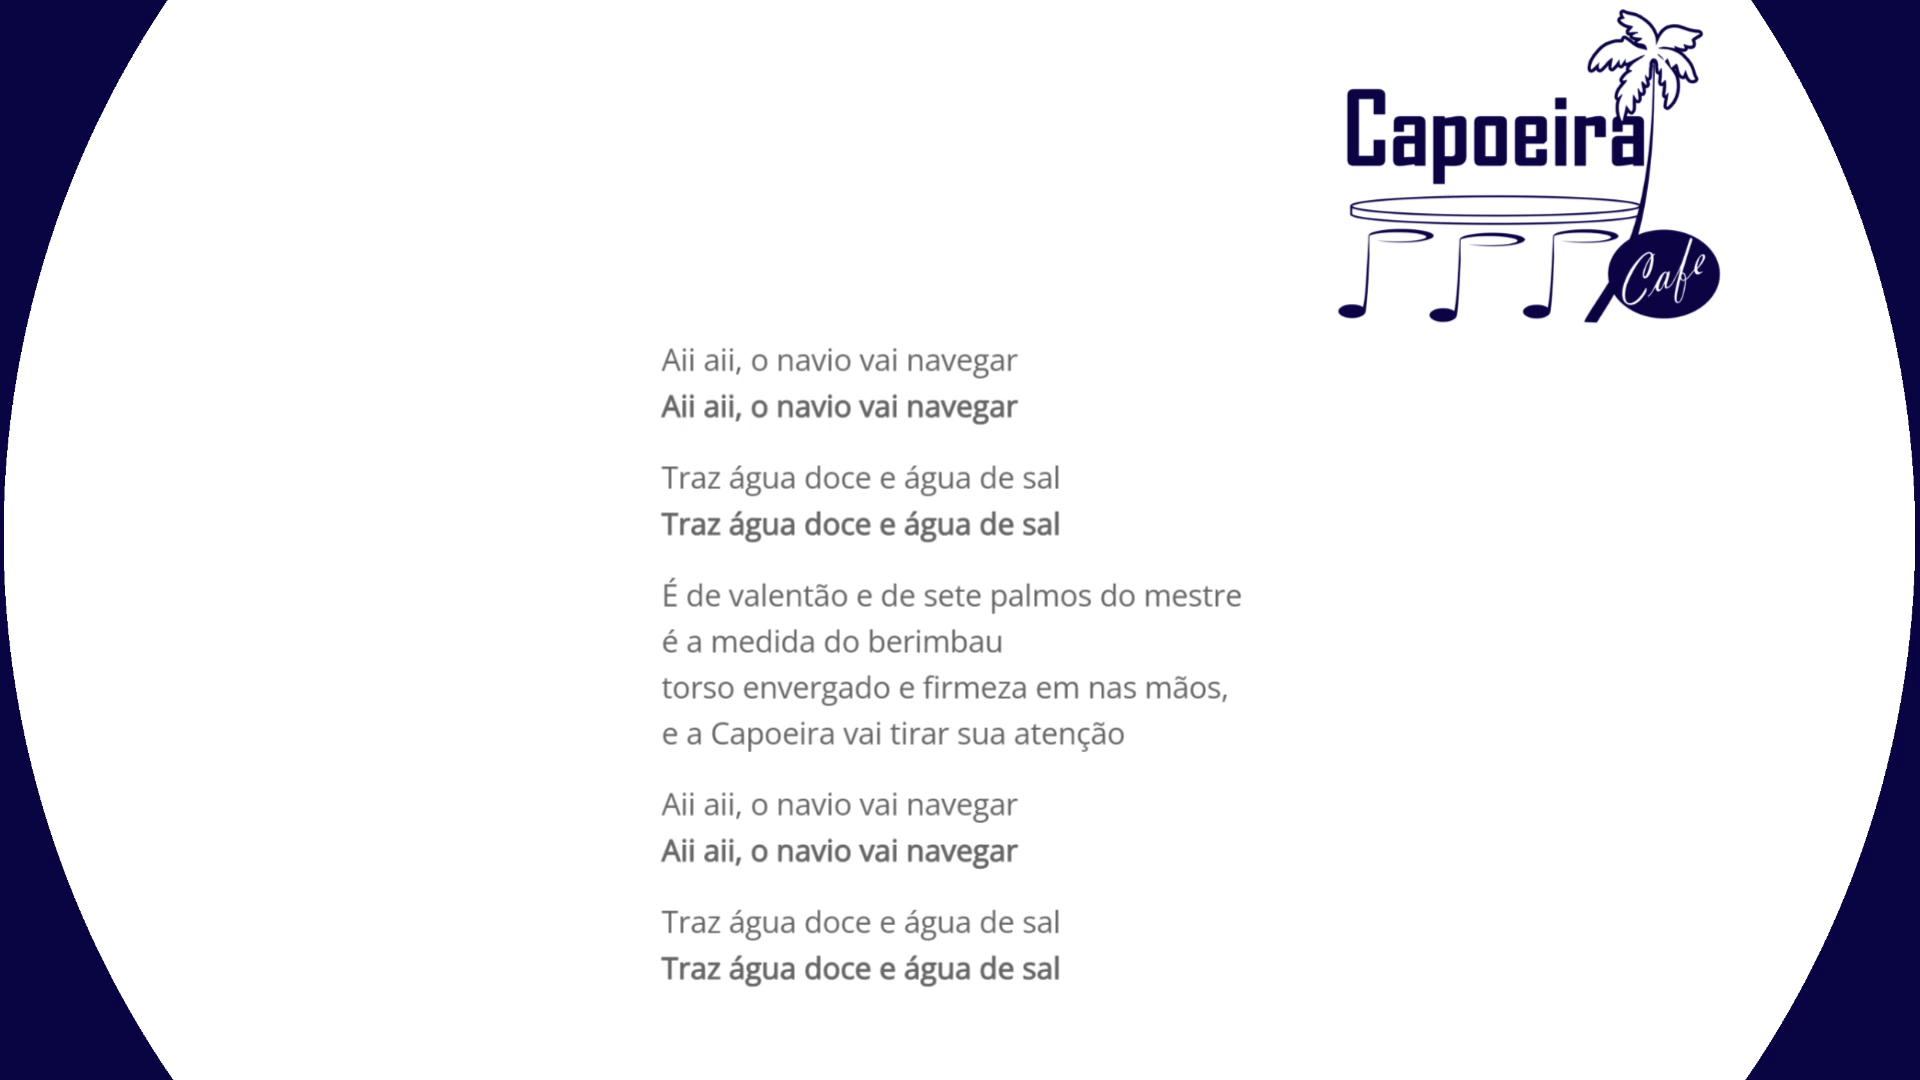 Capoeira
Cafe
Aii aii, o navio vai navegar
Aii aii, o navio vai navegar
Traz água doce e água de sal
Traz água doce e água de sal
É de valentão e de sete palmos do mestre
é a medida do berimbau
torso envergado e firmeza em nas mãos,
e a Capoeira vai tirar sua atenção
Aii aii, o navio vai navegar
Aii aii, o navio vai navegar
Traz água doce e água de sal
Traz água doce e água de sal